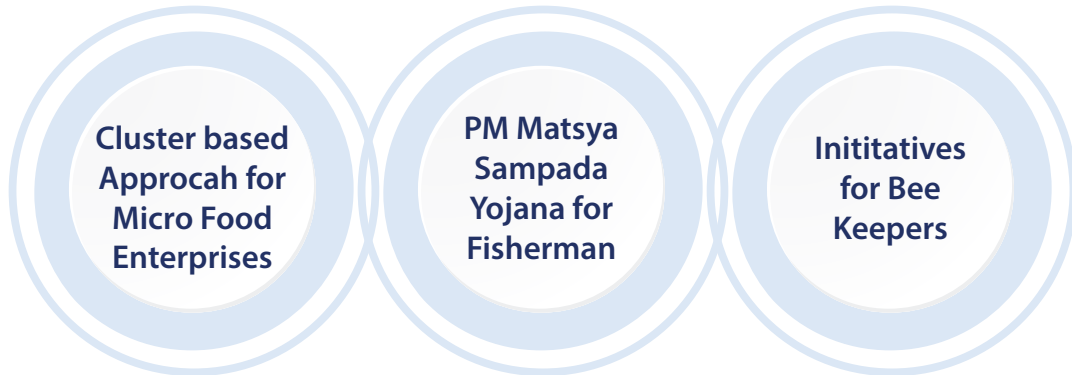 Cluster based
Approcah for
Micro Food
Enterprises
PM Matsya
Sampada
Yojana for
Fisherman
Inititatives
for Bee
Keepers